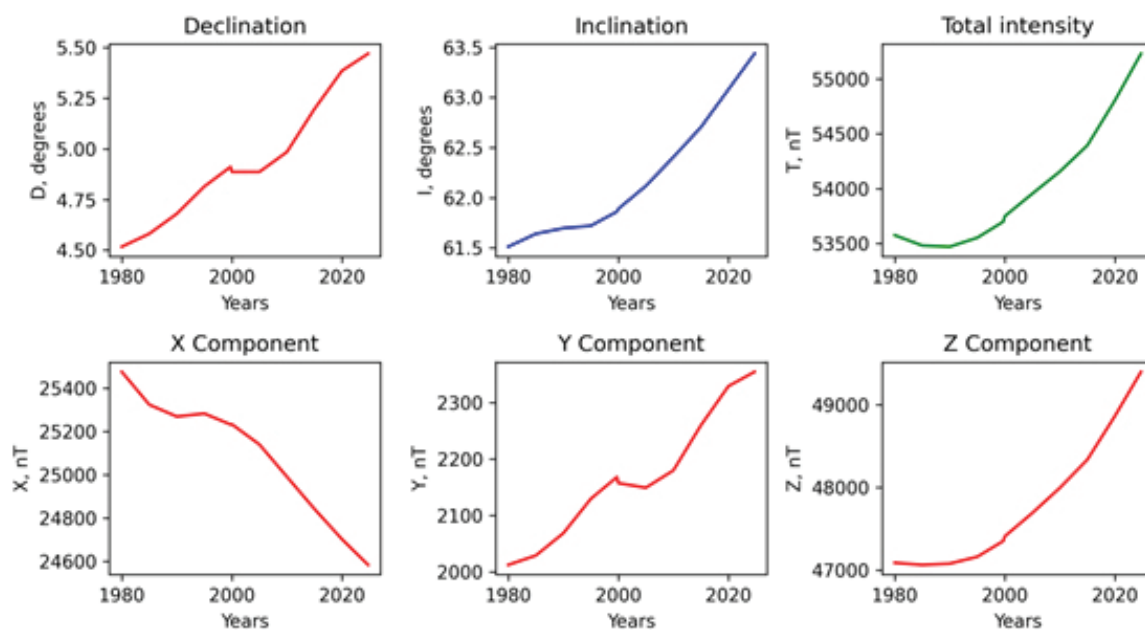 Declination
5.50
5.25
5.00
4.75
4.50
D, degrees
1980 2000 2020
Years
Inclination
63.5
63.0
62.5
62.0
61.5
I, degrees
1980 2000 2020
Years
Total intensity
55000
54500
54000
53500
T, nT
1980 2000 2020
Years
X Component
25400
25200
25000
24800
24600
X, nT
1980 2000 2020
Years
Y Component
2300
2200
2100
2000
Y, nT
1980 2000 2020
Years
Z Component
49000
48000
47000
Z, nT
1980 2000 2020
Years